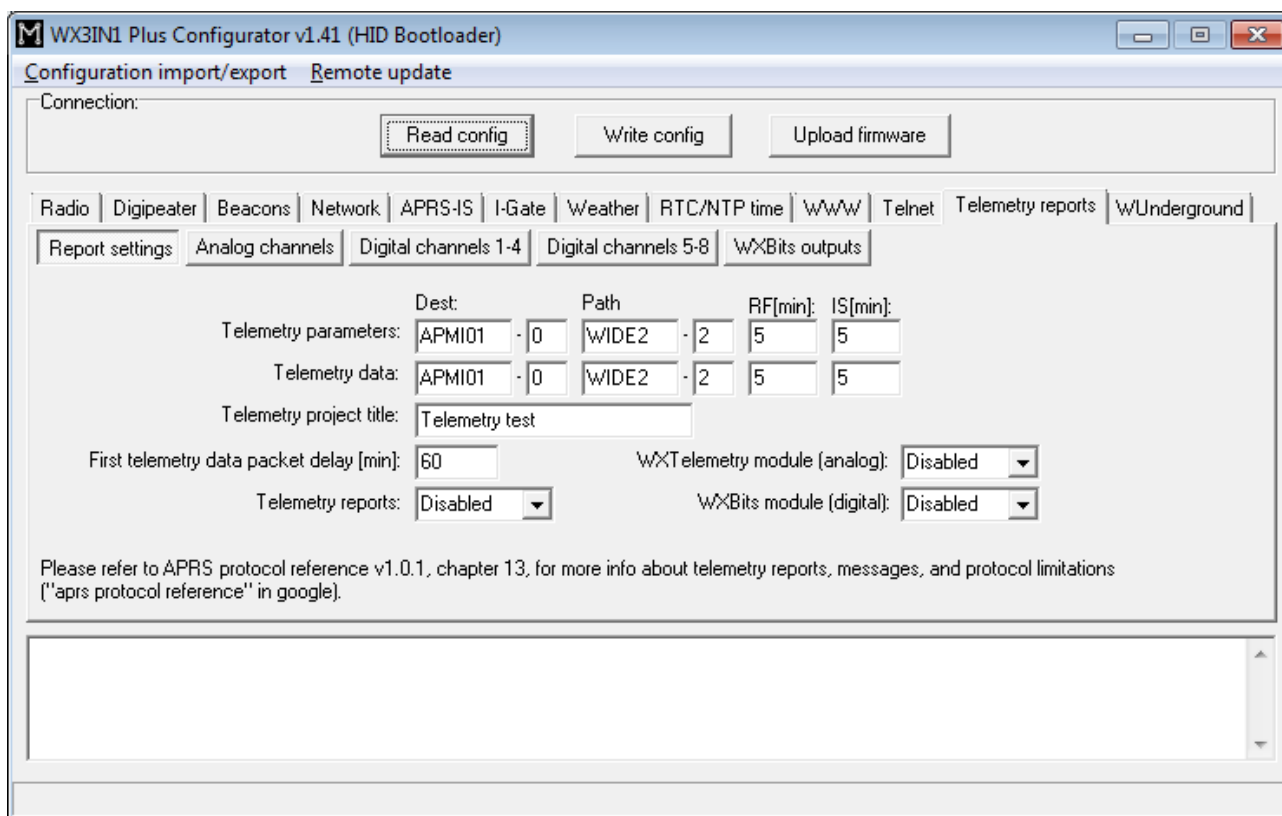 WX3IN1 Plus Configurator v1.41 (HID Bootloader)
Configuration import/export Remote update
Connection:
Read config Write config Upload firmware
Radio Digipeater Beacons Network APRS-IS I-Gate Weather RTC/NTP time WWW Telnet Telemetry reports WUnderground
Report settings Analog channels Digital channels 1-4 Digital channels 5-8 WXBits outputs
Dest: Path RF[min]: IS[min]:
Telemetry parameters: APMI01 - 0 WIDE2 - 2 5 5
Telemetry data: APMI01 - 0 WIDE2 - 2 5 5
Telemetry project title: Telemetry test
First telemetry data packet delay [min]: 60 WXTelemetry module (analog): Disabled
Telemetry reports: Disabled WXBits module (digital): Disabled
Please refer to APRS protocol reference v1.0.1, chapter 13, for more info about telemetry reports, messages, and protocol limitations
("aprs protocol reference" in google).